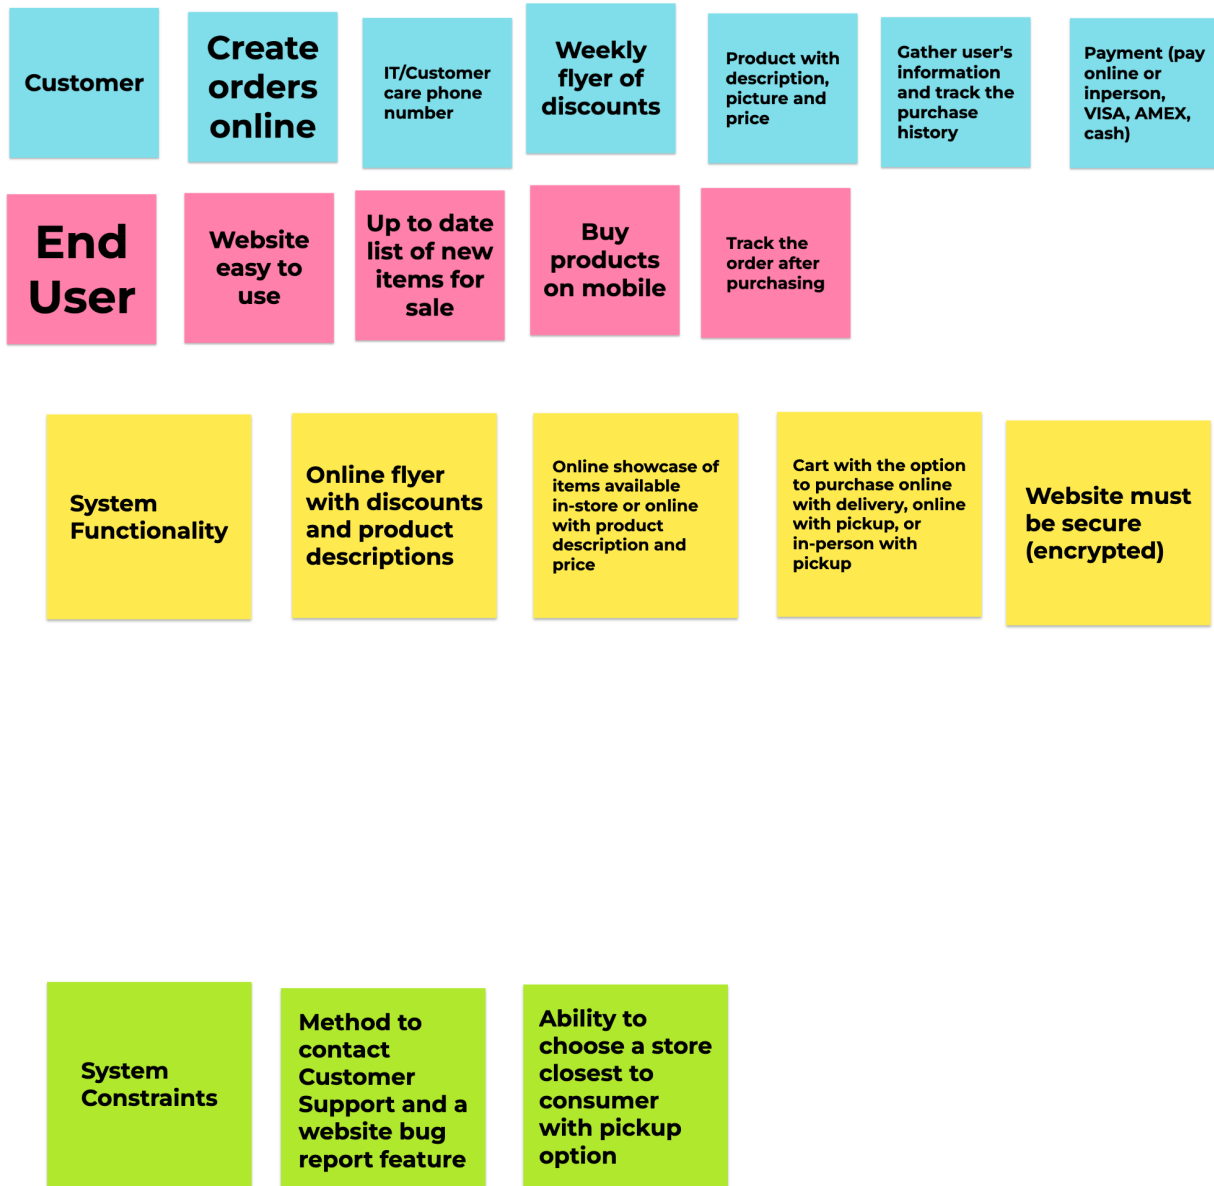 Customer
Create
orders
online
IT/Customer
care phone
number
Weekly
flyer of
discounts
Product with
description,
picture and
price
Gather user's
information
and track the
purchase
history
Payment (pay
online or
inperson,
VISA, AMEX,
cash)
End
User
Website
easy to
use
Up to date
list of new
items for
sale
Buy
products
on mobile
Track the
order after
purchasing
System
Functionality
Online flyer
with discounts
and product
descriptions
Online showcase of
items available
in-store or online
with product
description and
price
Cart with the option
to purchase online
with delivery, online
with pickup, or
in-person with
pickup
Website must
be secure
(encrypted)
System
Constraints
Method to
contact
Customer
Support and a
website bug
report feature
Ability to
choose a store
closest to
consumer
with pickup
option